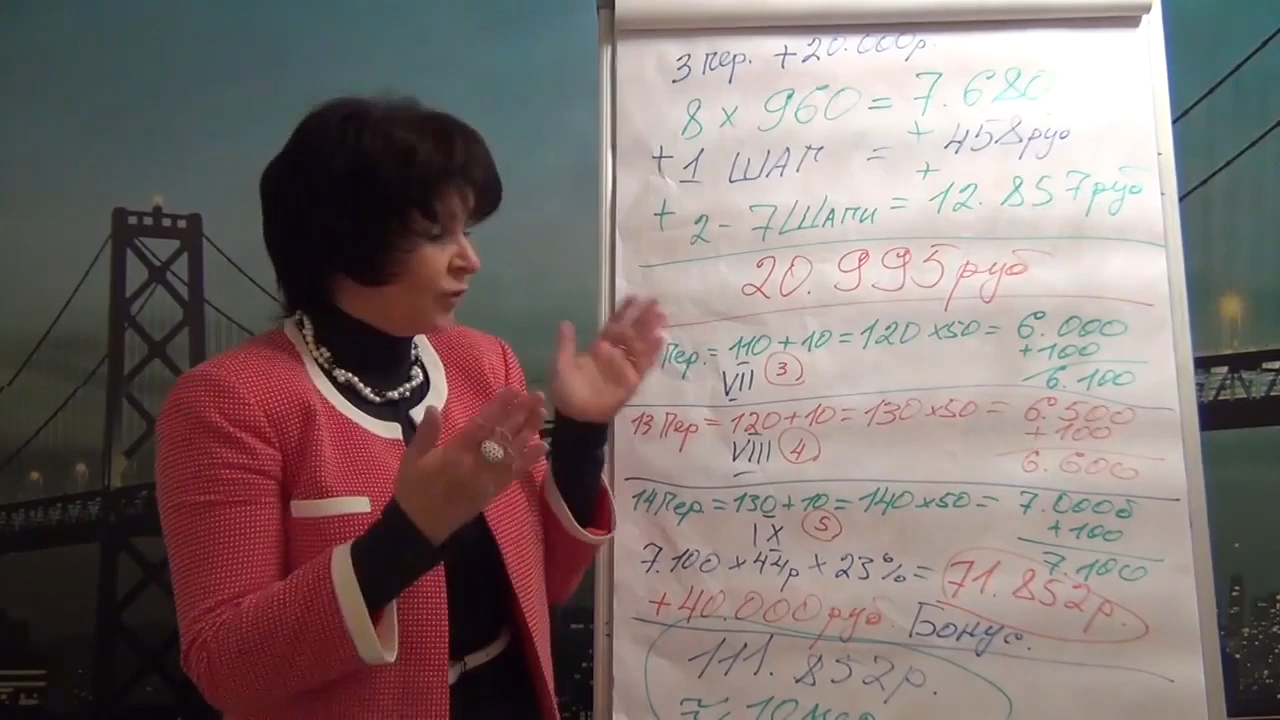 3 пер. +20.000р.
8 × 960 = 7.680
+ 1 ШАГ = + 458руб
+ 2-7 Шаги = + 12.857руб
20.995руб
Пер. = 110+10=120×50= 6.000б
VII (3) +100
6.100
13 Пер = 120+10=130×50= 6.500
VIII (4) +100
6.600
14 Пер. = 130+10=140×50= 7.000б
IX (5) +100
7.100
7.100×44р×23%= 71.852р.
+40.000руб. Бонус.
111.852р.